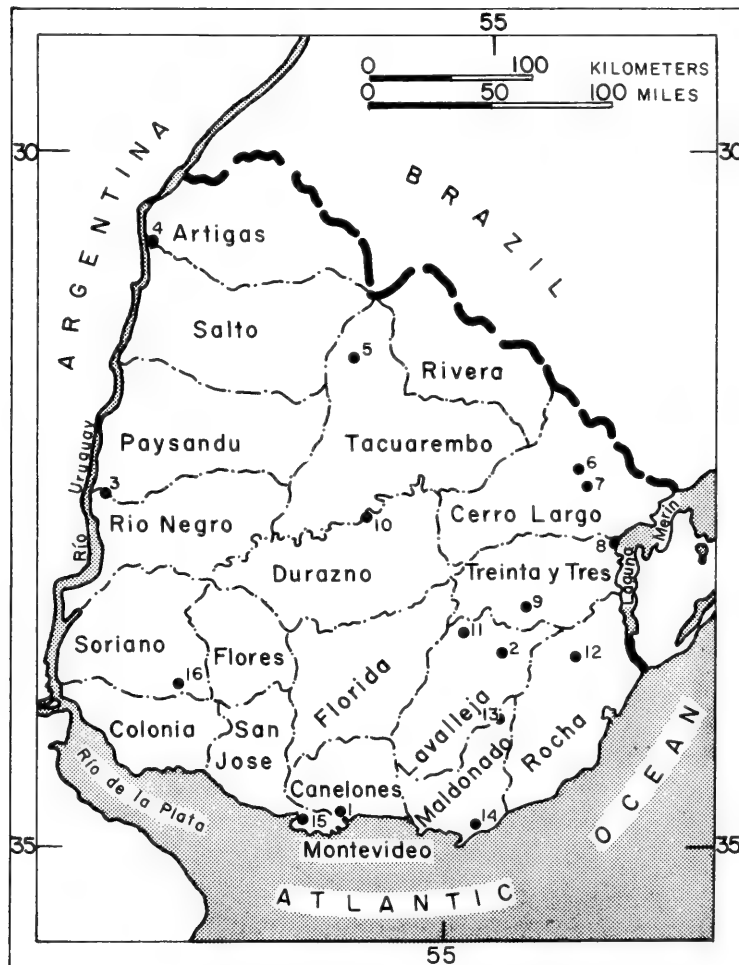 55
0 100 KILOMETERS
0 50 100 MILES
30 30
ARGENTINA
BRAZIL
4
Artigas
Salto
5
Rivera
Río Uruguay
Paysandu
Tacuarembo
3
6
7
Rio Negro
10
Cerro Largo
8
Laguna Merín
Durazno
Treinta y Tres
9
11
Soriano
Flores
2
12
16
Florida
Lavalleja
13
Colonia
San Jose
Maldonado
Rocha
Río de la Plata
Canelones
1
15
14
35 35
Montevideo
ATLANTIC OCEAN
55